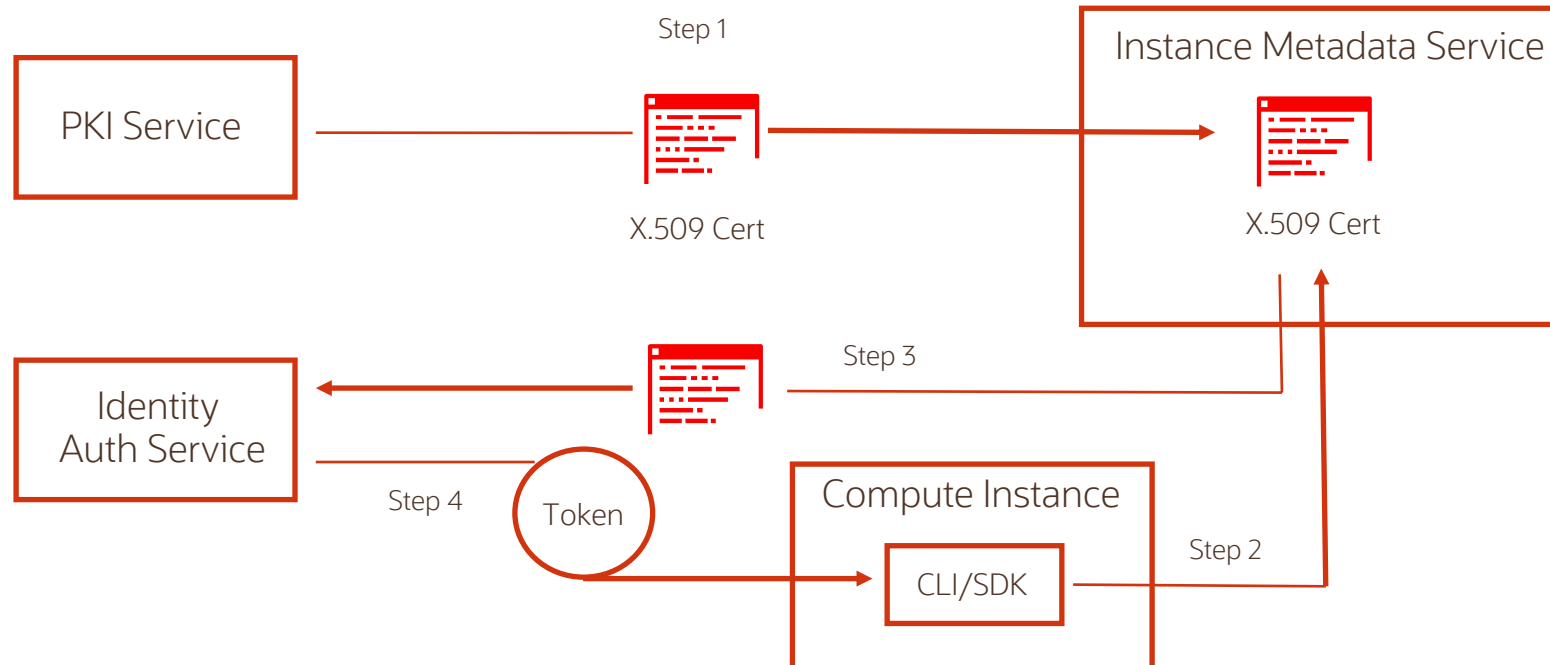 Step 1
Instance Metadata Service
PKI Service
X.509 Cert
X.509 Cert
Step 3
Identity
Auth Service
Step 4
Token
Compute Instance
Step 2
CLI/SDK